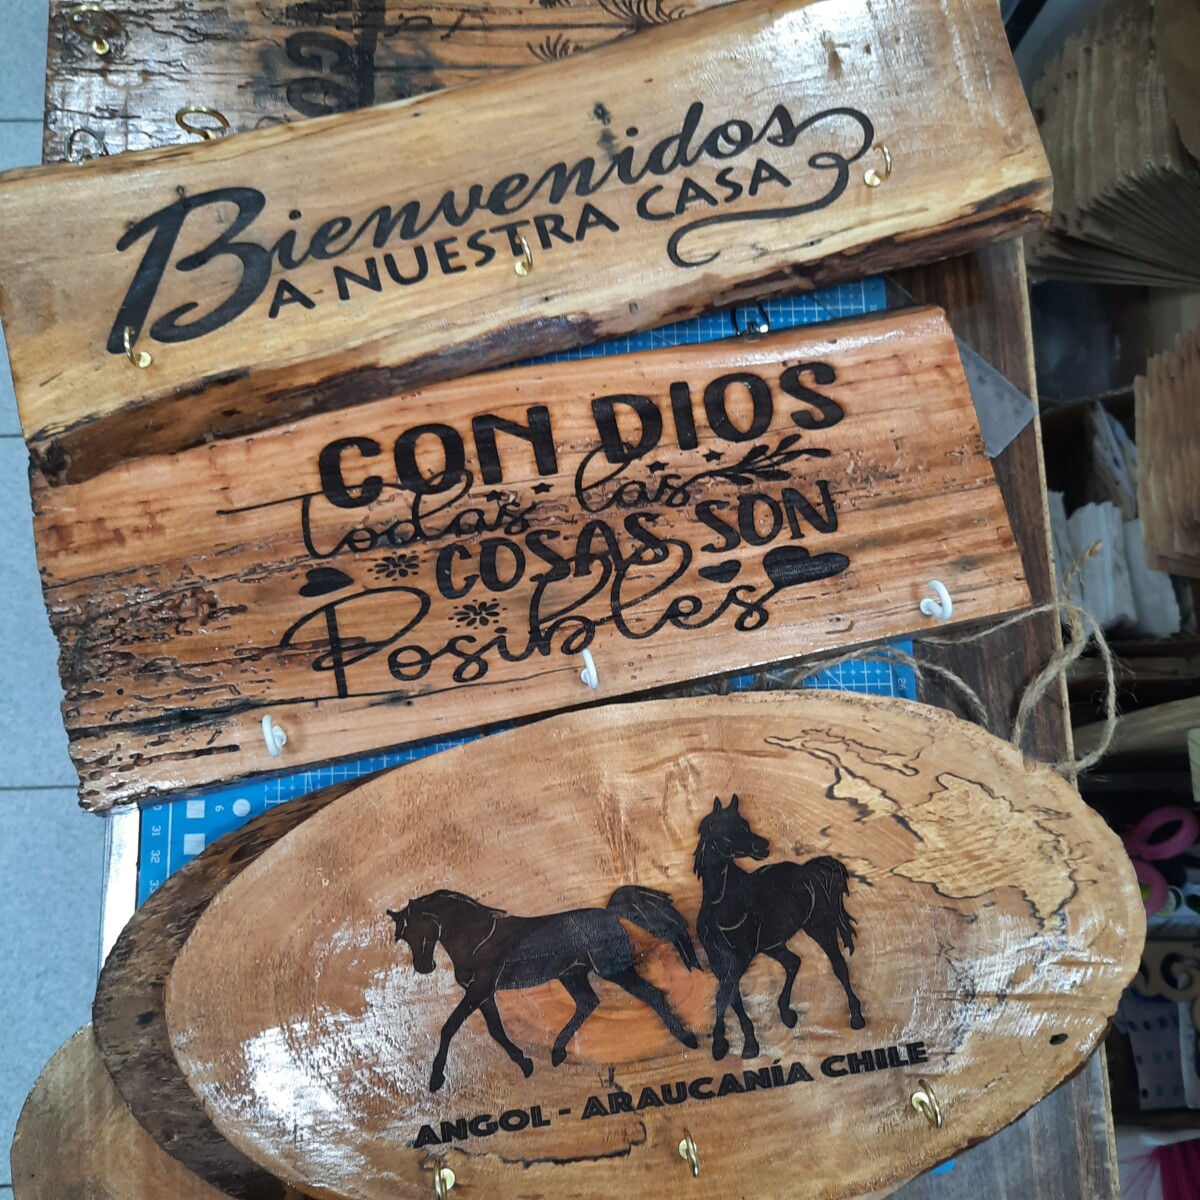 Bienvenidos
A NUESTRA CASA
CON DIOS
todas las
COSAS SON
Posibles
ANGOL - ARAUCANÍA CHILE